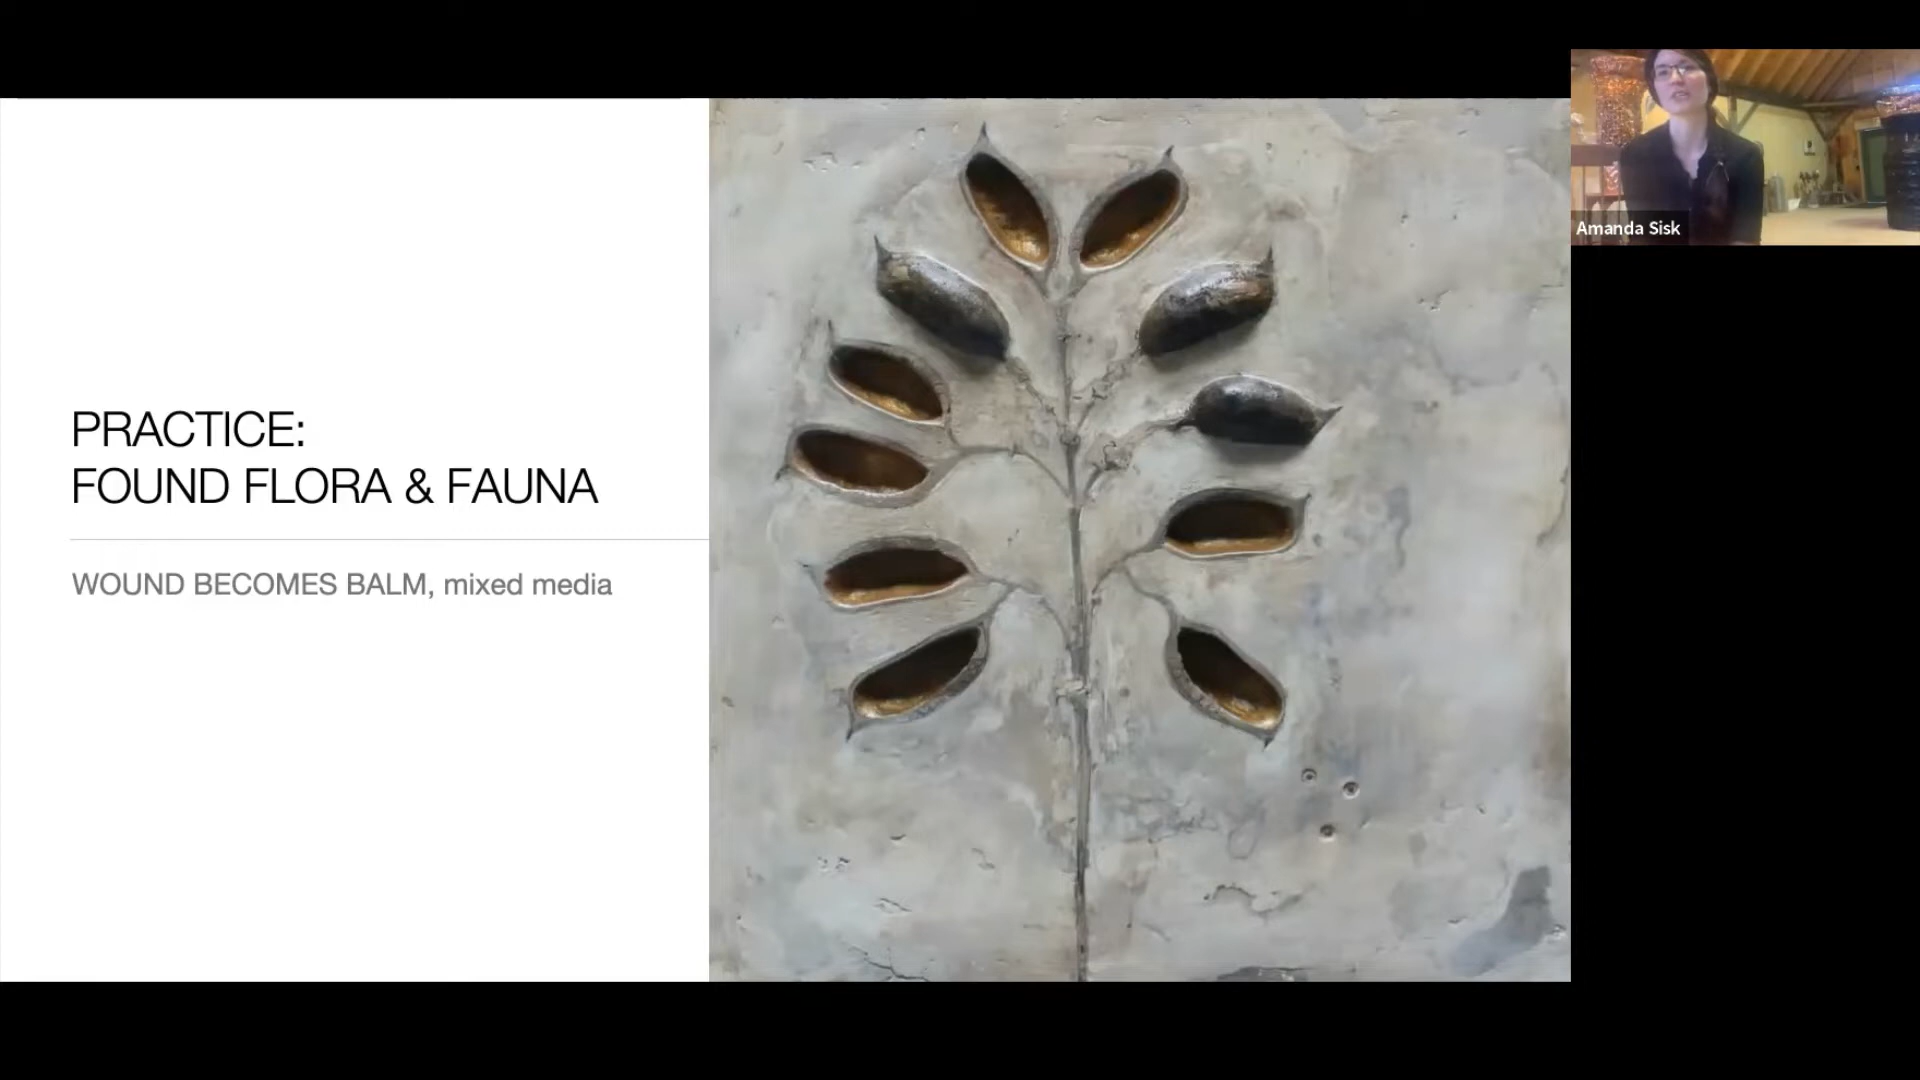 PRACTICE:
FOUND FLORA & FAUNA
WOUND BECOMES BALM, mixed media
Amanda Sisk